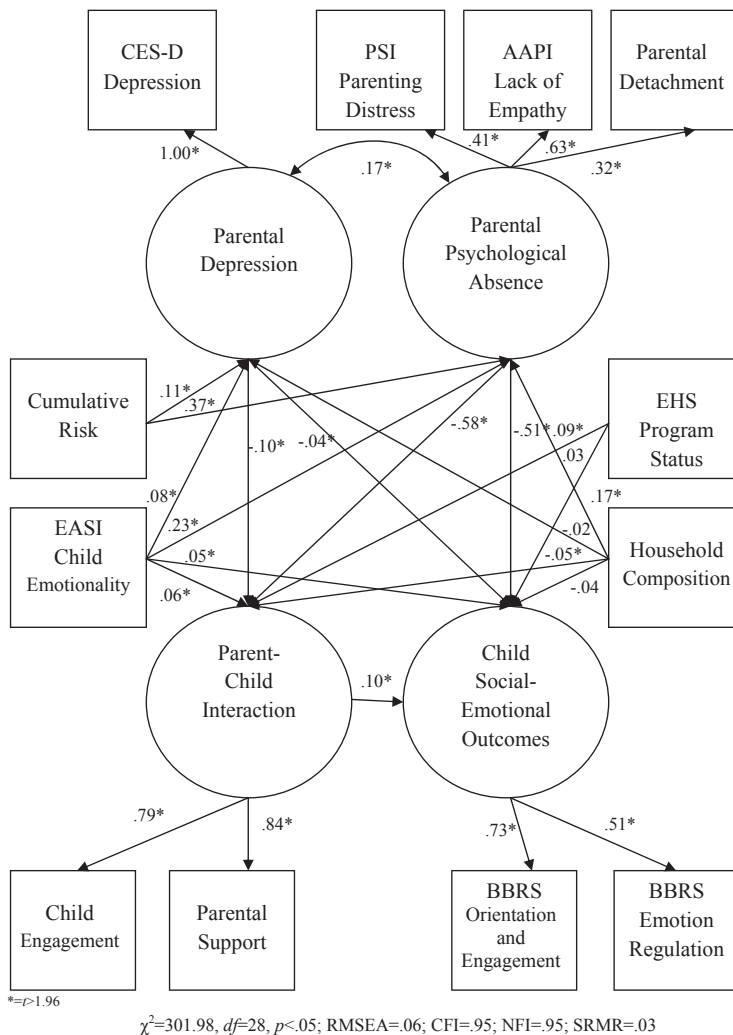 CES-D
Depression
PSI
Parenting
Distress
AAPI
Lack of
Empathy
Parental
Detachment
1.00*
.17*
.41*
.63*
.32*
Parental
Depression
Parental
Psychological
Absence
Cumulative
Risk
.11*
.37*
EHS
Program
Status
-.10*
-.04*
-.58*
-.51*
.09*
.03
.08*
.23*
.17*
-.02
EASI
Child
Emotionality
.05*
.06*
-.05*
-.04
Household
Composition
Parent-
Child
Interaction
.10*
Child
Social-
Emotional
Outcomes
.79*
.84*
.73*
.51*
Child
Engagement
Parental
Support
BBRS
Orientation and
Engagement
BBRS
Emotion
Regulation
*=t>1.96
χ²=301.98, df=28, p<.05; RMSEA=.06; CFI=.95; NFI=.95; SRMR=.03